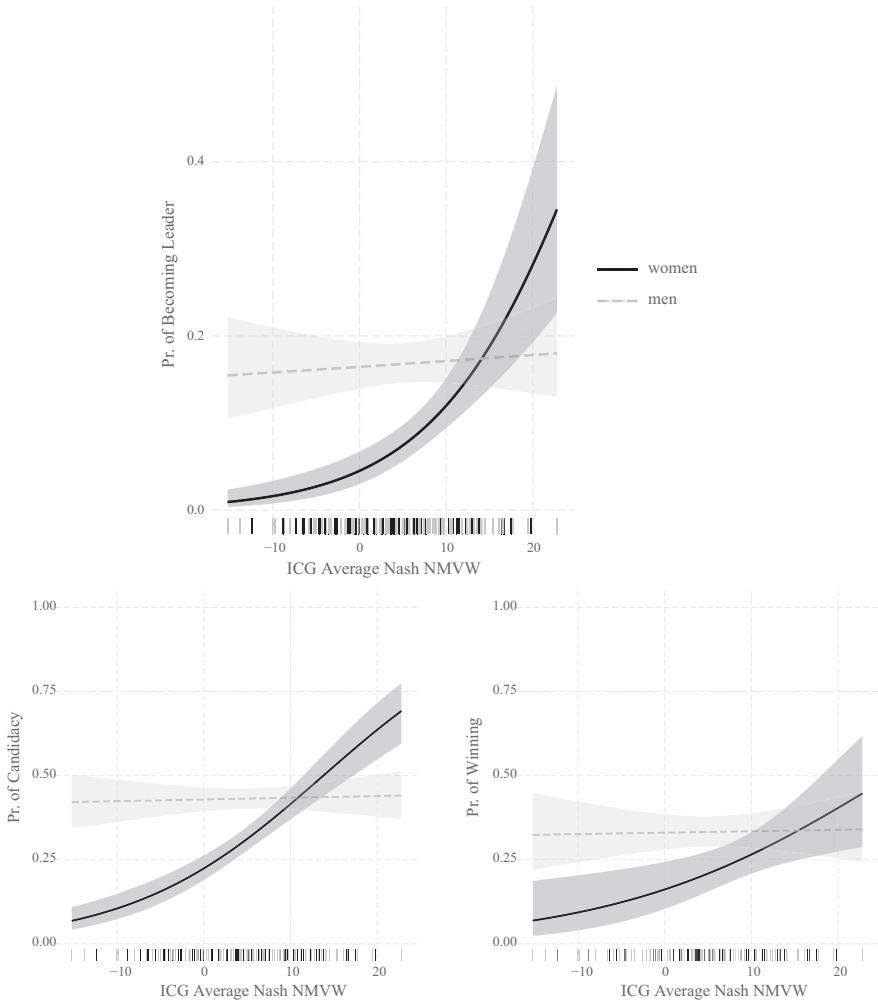 0.4
0.2
0.0
Pr. of Becoming Leader
women
men
−10 0 10 20
ICG Average Nash NMVW
1.00
0.75
0.50
0.25
0.00
Pr. of Candidacy
−10 0 10 20
ICG Average Nash NMVW
1.00
0.75
0.50
0.25
0.00
Pr. of Winning
−10 0 10 20
ICG Average Nash NMVW